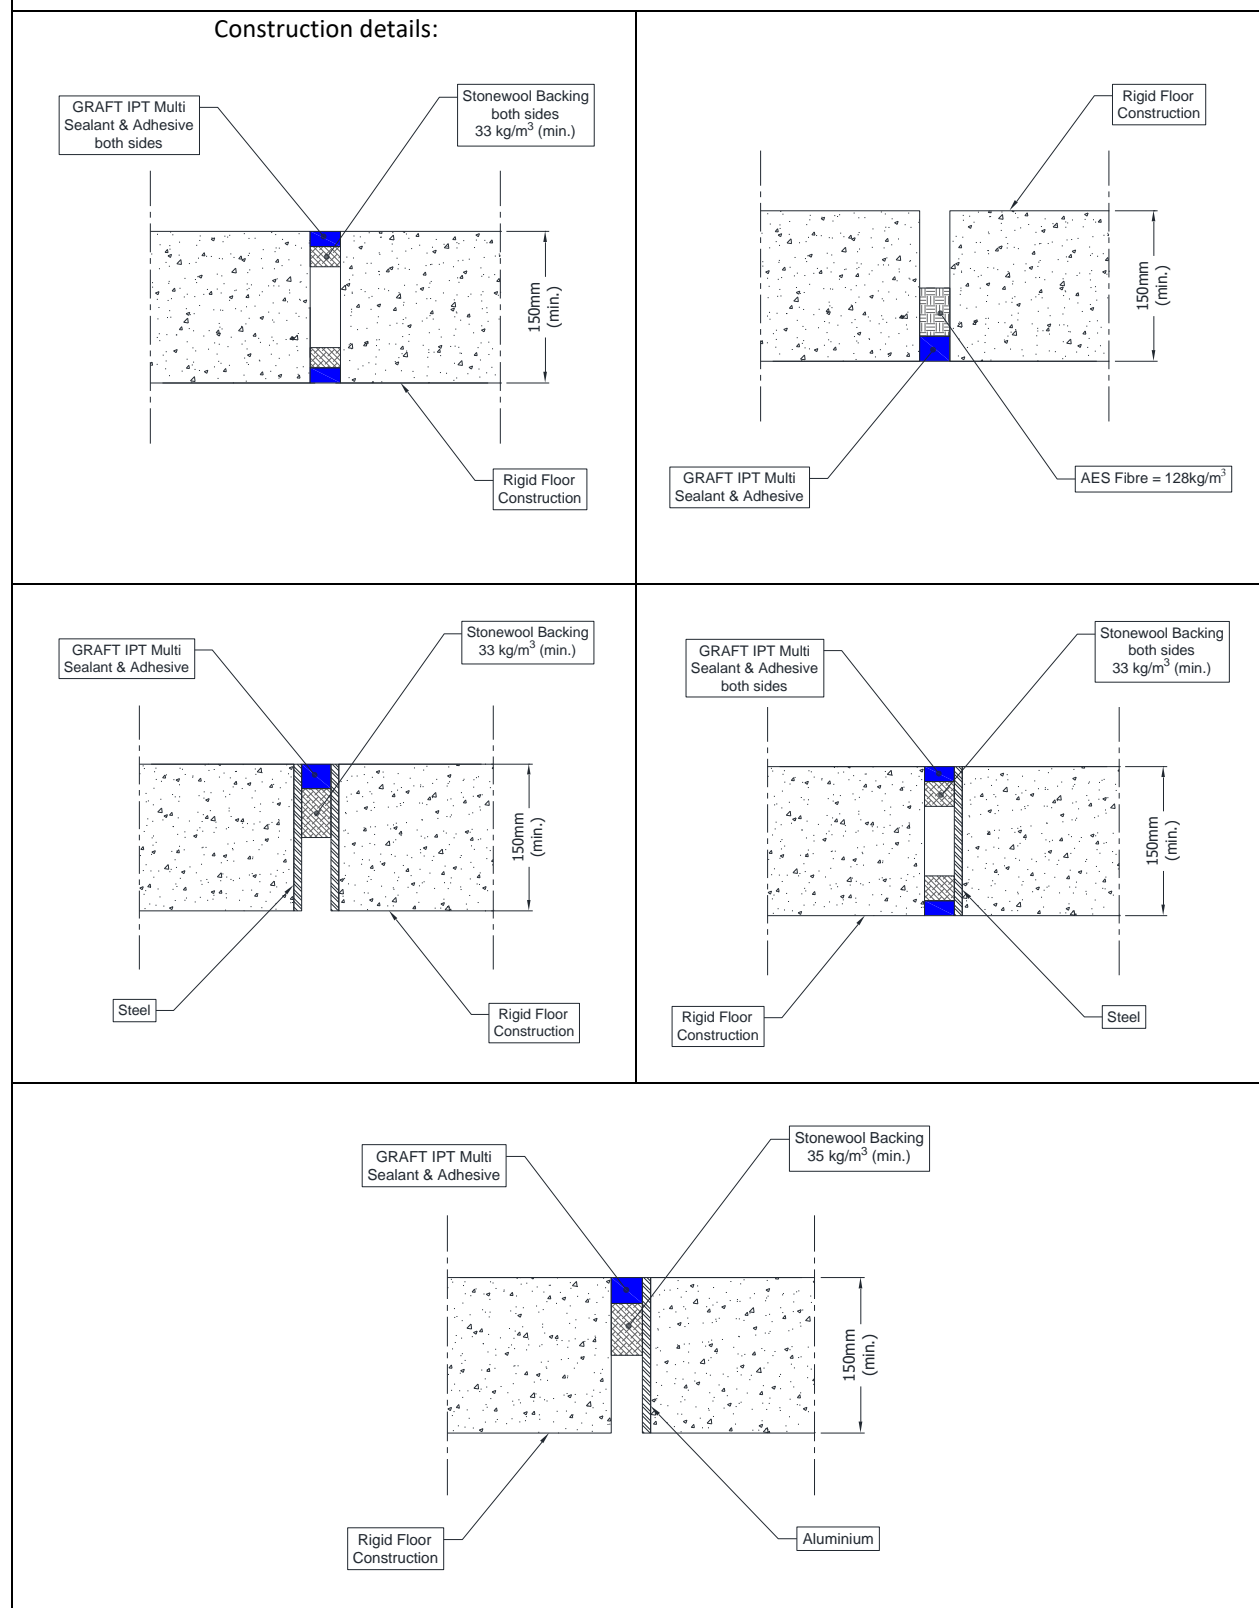 Construction details:
GRAFT IPT Multi
Sealant & Adhesive
both sides
Stonewool Backing
both sides
33 kg/m³ (min.)
150mm
(min.)
Rigid Floor
Construction
Rigid Floor
Construction
150mm
(min.)
GRAFT IPT Multi
Sealant & Adhesive
AES Fibre = 128kg/m³
GRAFT IPT Multi
Sealant & Adhesive
Stonewool Backing
33 kg/m³ (min.)
150mm
(min.)
Steel
Rigid Floor
Construction
GRAFT IPT Multi
Sealant & Adhesive
both sides
Stonewool Backing
both sides
33 kg/m³ (min.)
150mm
(min.)
Rigid Floor
Construction
Steel
GRAFT IPT Multi
Sealant & Adhesive
Stonewool Backing
35 kg/m³ (min.)
150mm
(min.)
Rigid Floor
Construction
Aluminium